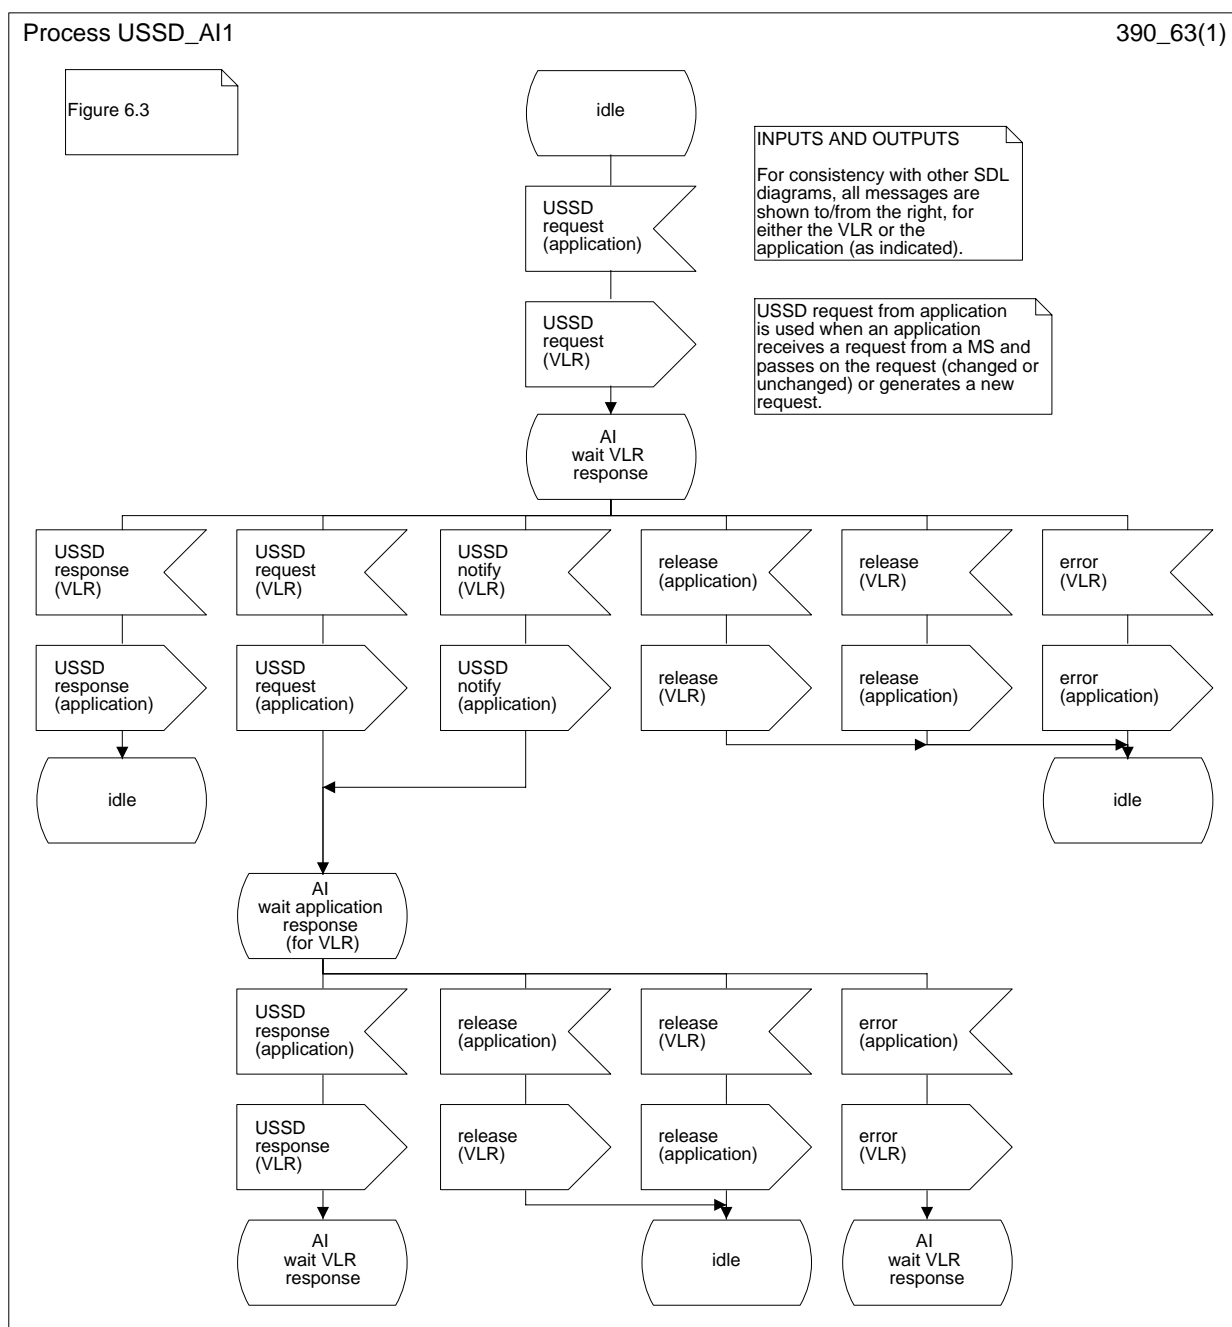 Process USSD_AI1
390_63(1)
Figure 6.3
idle
INPUTS AND OUTPUTS
For consistency with other SDL
diagrams, all messages are
shown to/from the right, for
either the VLR or the
application (as indicated).
USSD
request
(application)
USSD
request
(VLR)
USSD request from application
is used when an application
receives a request from a MS and
passes on the request (changed or
unchanged) or generates a new
request.
AI
wait VLR
response
USSD
response
(VLR)
USSD
request
(VLR)
USSD
notify
(VLR)
release
(application)
release
(VLR)
error
(VLR)
USSD
response
(application)
USSD
request
(application)
USSD
notify
(application)
release
(VLR)
release
(application)
error
(application)
idle
idle
AI
wait application
response
(for VLR)
USSD
response
(application)
release
(application)
release
(VLR)
error
(application)
USSD
response
(VLR)
release
(VLR)
release
(application)
error
(VLR)
AI
wait VLR
response
idle
AI
wait VLR
response